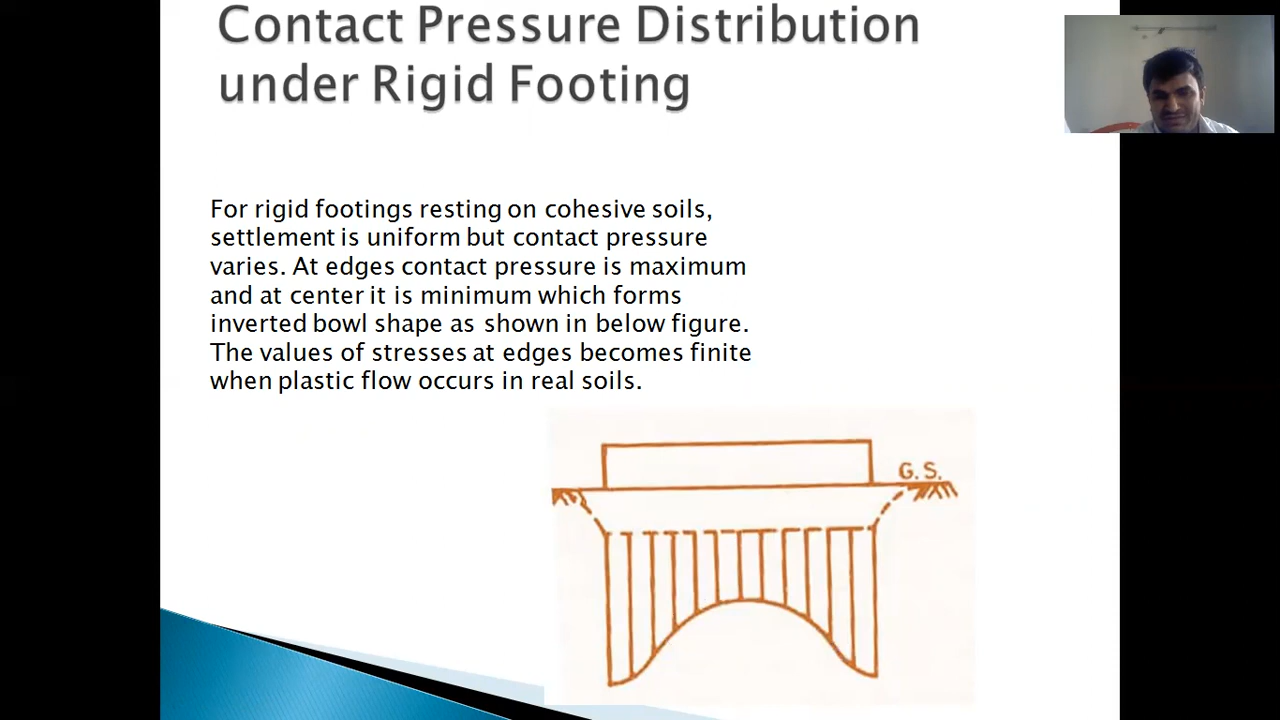 Contact Pressure Distribution
under Rigid Footing
For rigid footings resting on cohesive soils,
settlement is uniform but contact pressure
varies. At edges contact pressure is maximum
and at center it is minimum which forms
inverted bowl shape as shown in below figure.
The values of stresses at edges becomes finite
when plastic flow occurs in real soils.
G.S.